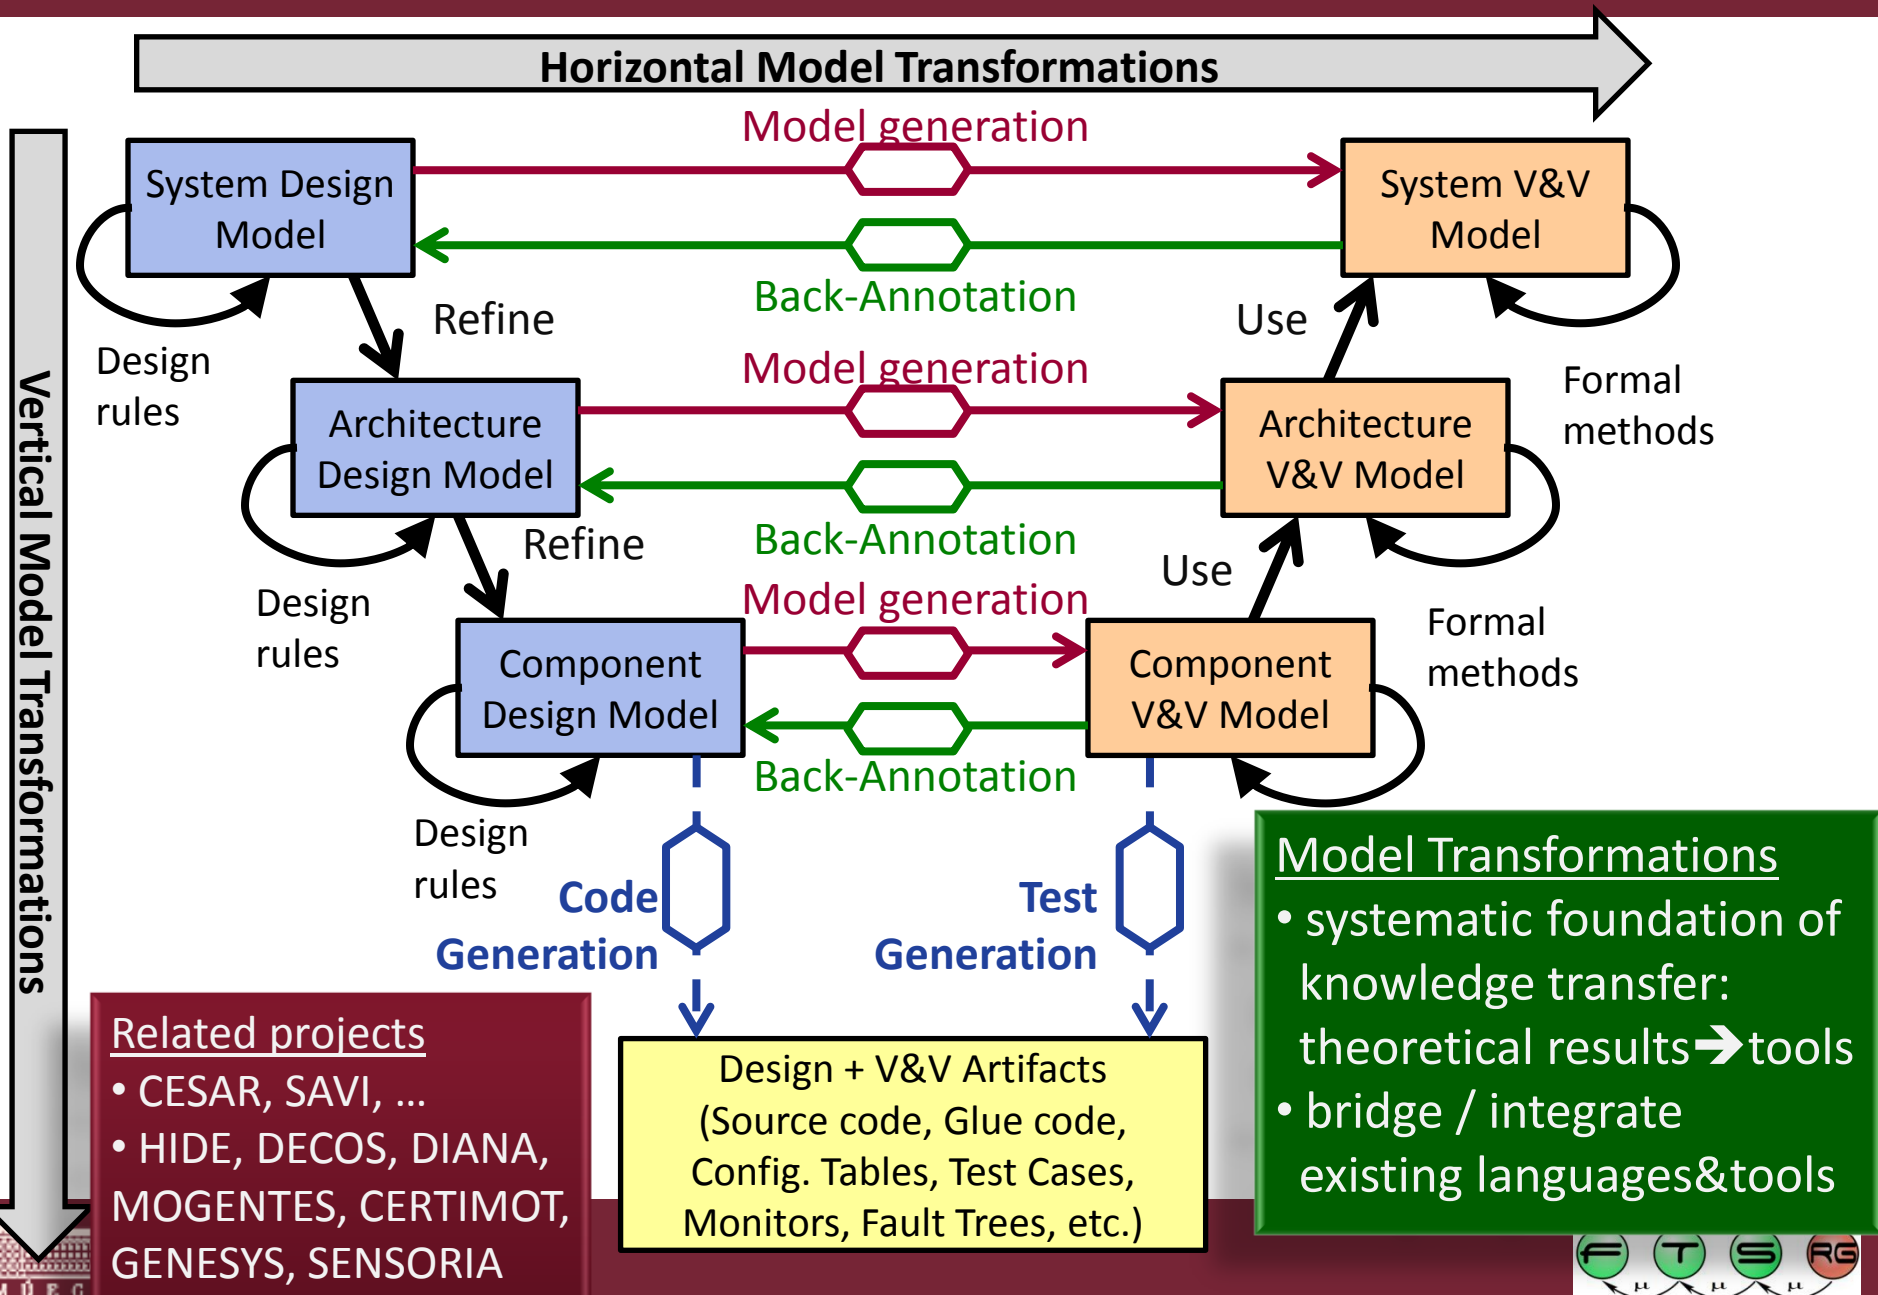 Horizontal Model Transformations
Vertical Model Transformations
Model generation
System Design
Model
System V&V
Model
Back-Annotation
Refine
Use
Design
rules
Model generation
Formal
methods
Architecture
Design Model
Architecture
V&V Model
Back-Annotation
Refine
Use
Design
rules
Model generation
Formal
methods
Component
Design Model
Component
V&V Model
Back-Annotation
Design
rules
Code
Generation
Test
Generation
Model Transformations
• systematic foundation of
knowledge transfer:
theoretical results➔tools
• bridge / integrate
existing languages&tools
Related projects
• CESAR, SAVI, ...
• HIDE, DECOS, DIANA,
MOGENTES, CERTIMOT,
GENESYS, SENSORIA
Design + V&V Artifacts
(Source code, Glue code,
Config. Tables, Test Cases,
Monitors, Fault Trees, etc.)
F T S RG
μ μ μ